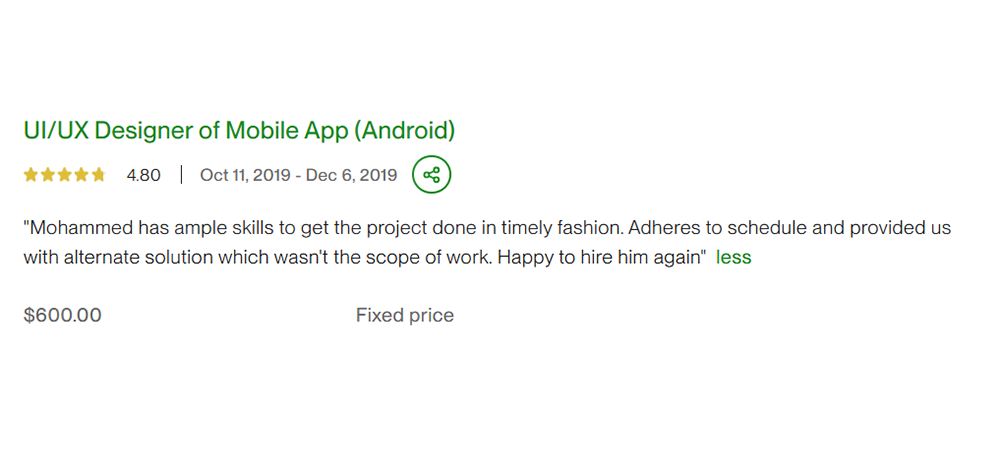 UI/UX Designer of Mobile App (Android)
4.80 | Oct 11, 2019 - Dec 6, 2019
"Mohammed has ample skills to get the project done in timely fashion. Adheres to schedule and provided us
with alternate solution which wasn't the scope of work. Happy to hire him again" less
$600.00 Fixed price